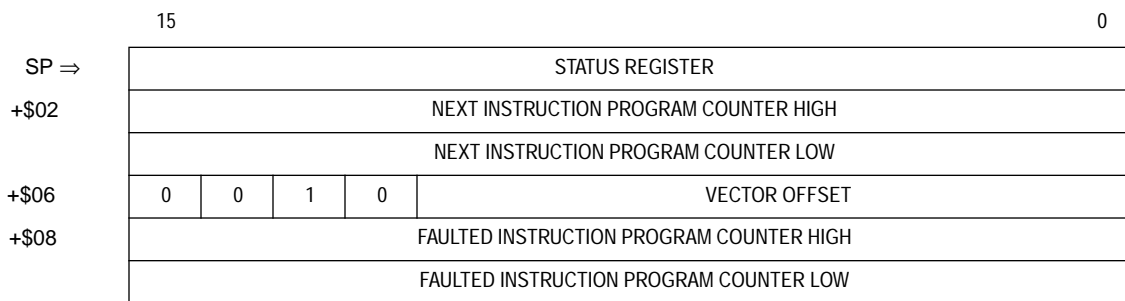 15 0
SP ⇒ STATUS REGISTER
+$02 NEXT INSTRUCTION PROGRAM COUNTER HIGH
NEXT INSTRUCTION PROGRAM COUNTER LOW
+$06 0 0 1 0 VECTOR OFFSET
+$08 FAULTED INSTRUCTION PROGRAM COUNTER HIGH
FAULTED INSTRUCTION PROGRAM COUNTER LOW